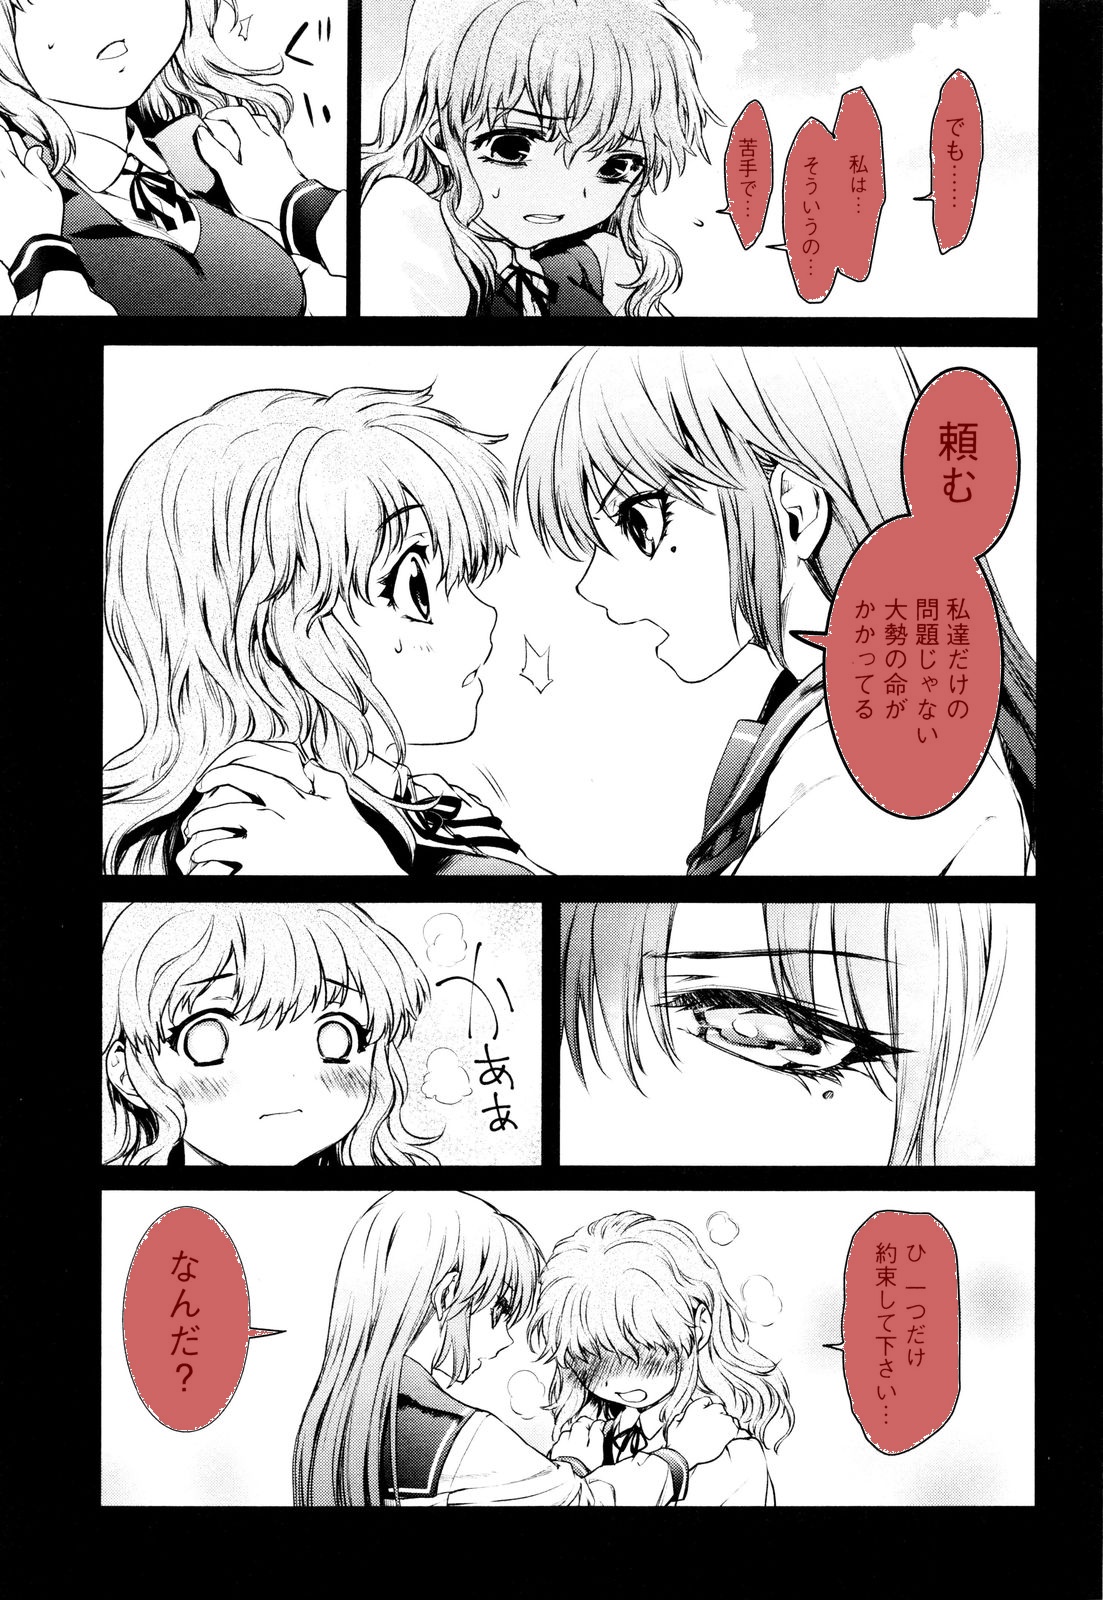 でも……
私は…
そういうの…
苦手で…
ぐい
頼む
私達だけの
問題じゃない
大勢の命が
かかってる
かあぁ
ひ 一つだけ
約束して下さい…
なんだ？